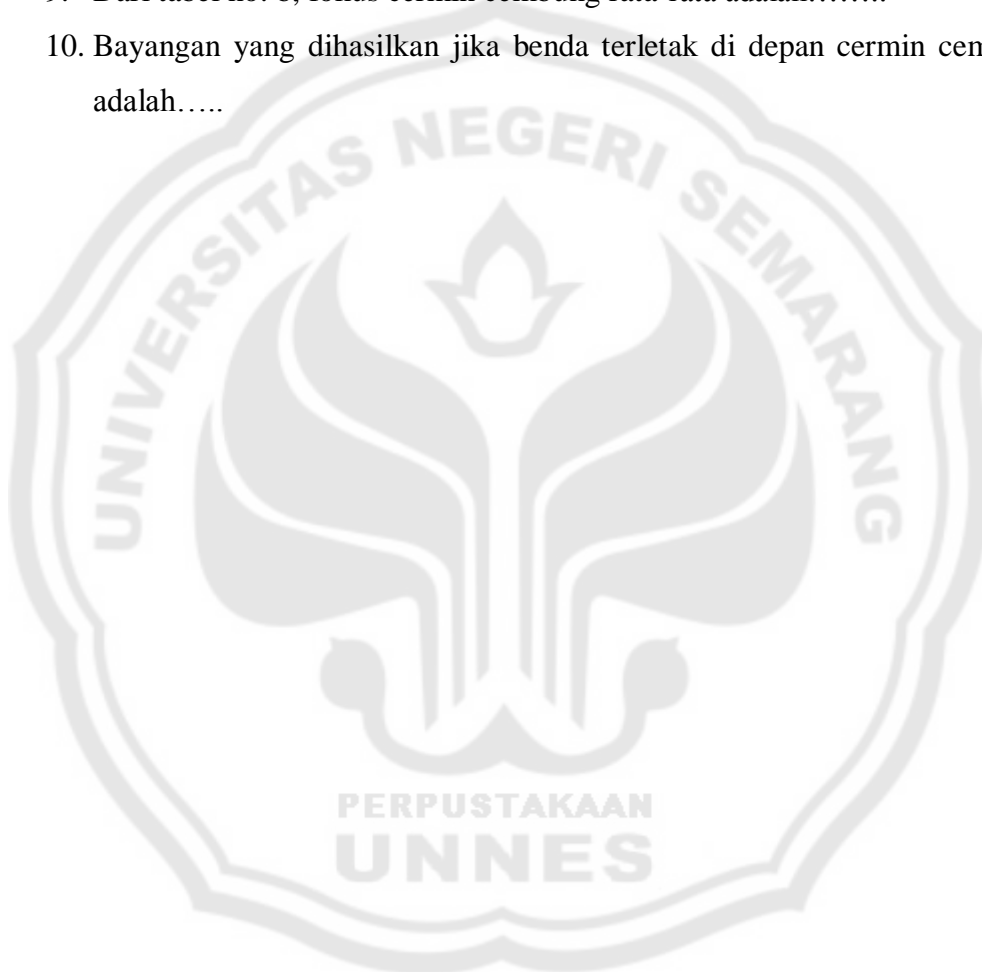 10. Bayangan yang dihasilkan jika benda terletak di depan cermin
adalah…..
UNIVERSITAS NEGERI SEMARANG
PERPUSTAKAAN
UNNES